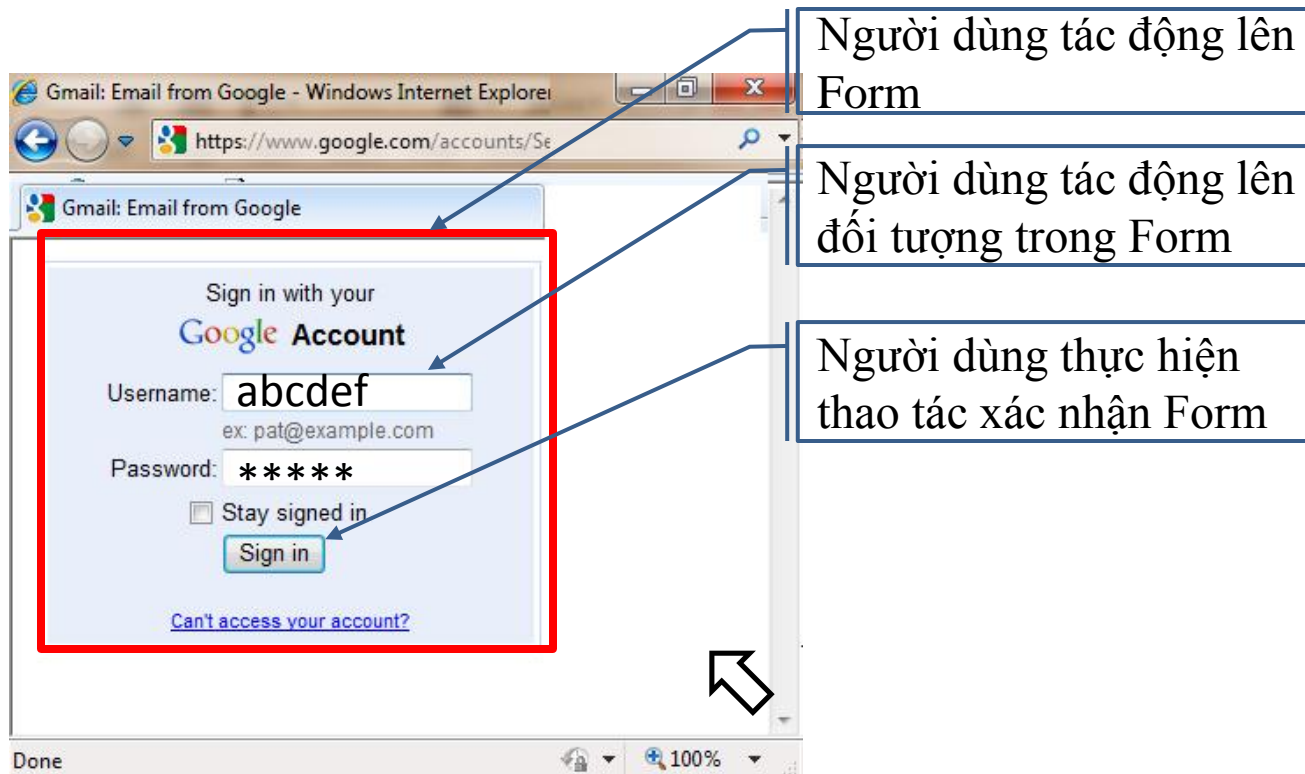 Người dùng tác động lên
Form
Gmail: Email from Google - Windows Internet Explorer
https://www.google.com/accounts/Se
Người dùng tác động lên
đối tượng trong Form
Gmail: Email from Google
Sign in with your
Google Account
Người dùng thực hiện
thao tác xác nhận Form
Username: abcdef
ex: pat@example.com
Password: *****
Stay signed in
Sign in
Can't access your account?
Done
100%